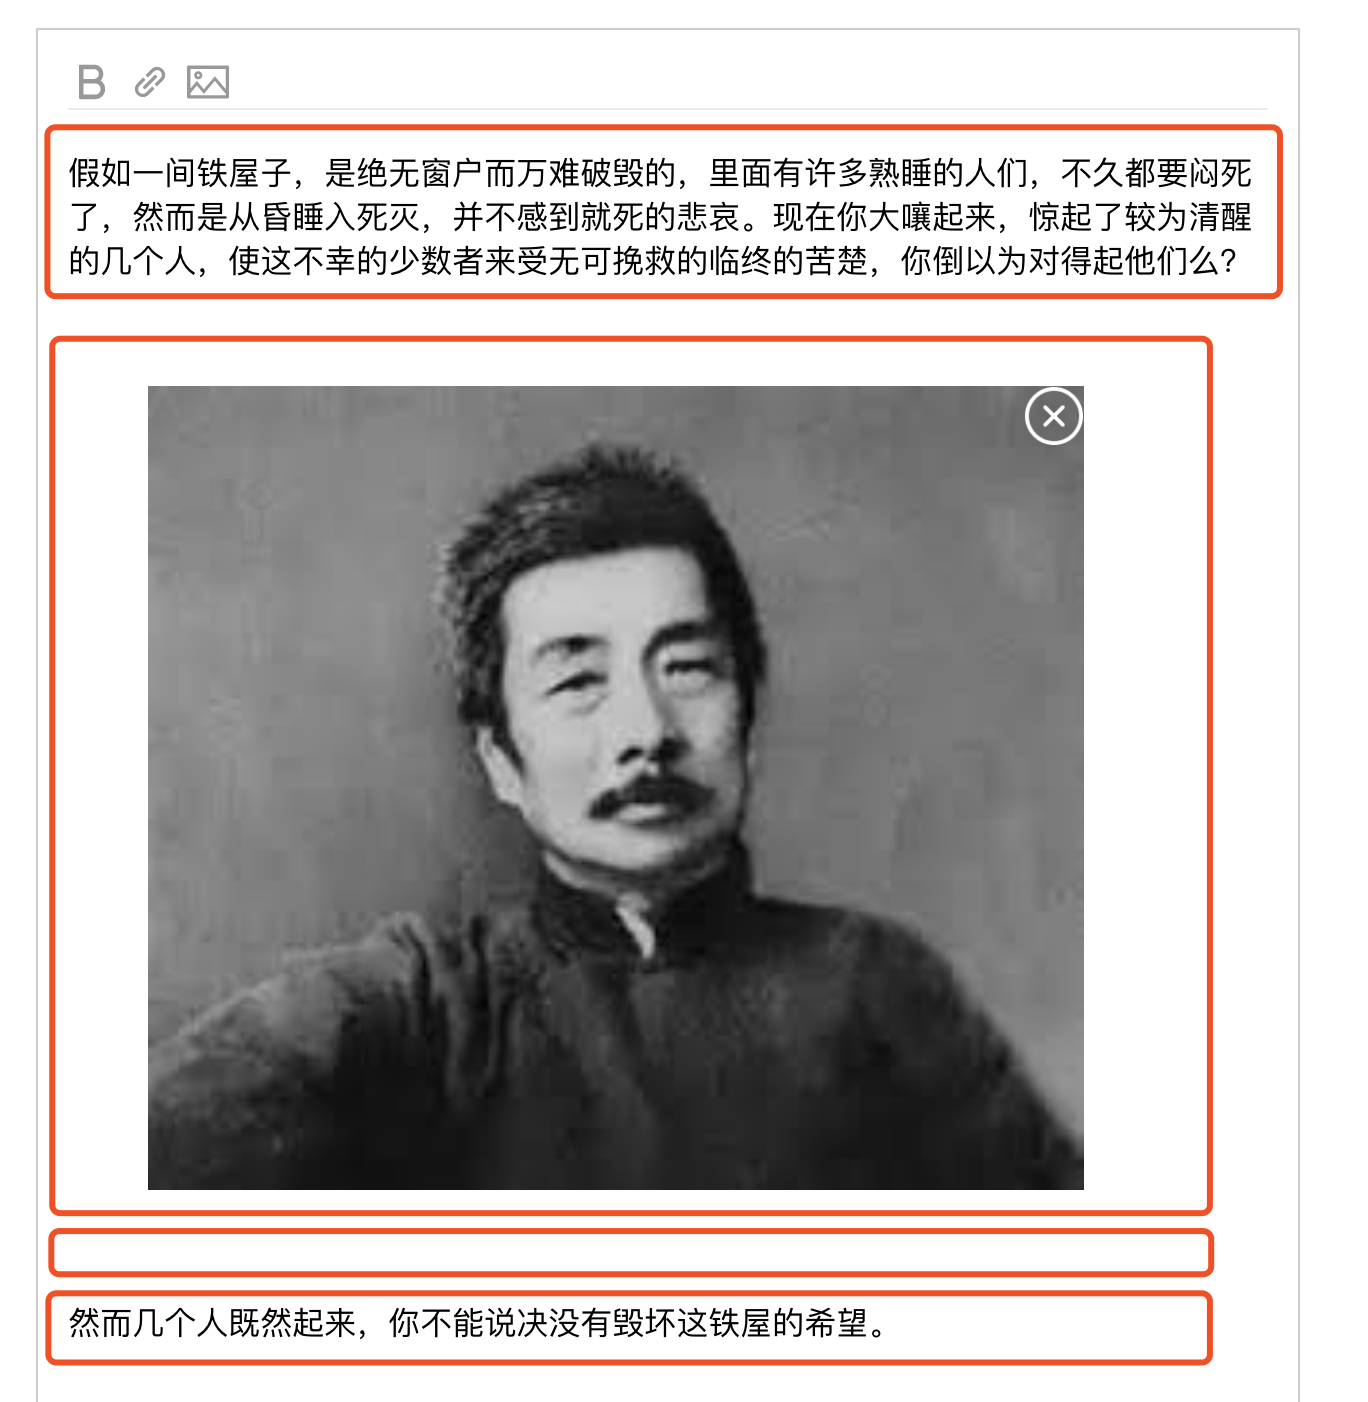 B
假如一间铁屋子，是绝无窗户而万难破毁的，里面有许多熟睡的人们，不久都要闷死
了，然而是从昏睡入死灭，并不感到就死的悲哀。现在你大嚷起来，惊起了较为清醒
的几个人，使这不幸的少数者来受无可挽救的临终的苦楚，你倒以为对得起他们么？
然而几个人既然起来，你不能说决没有毁坏这铁屋的希望。